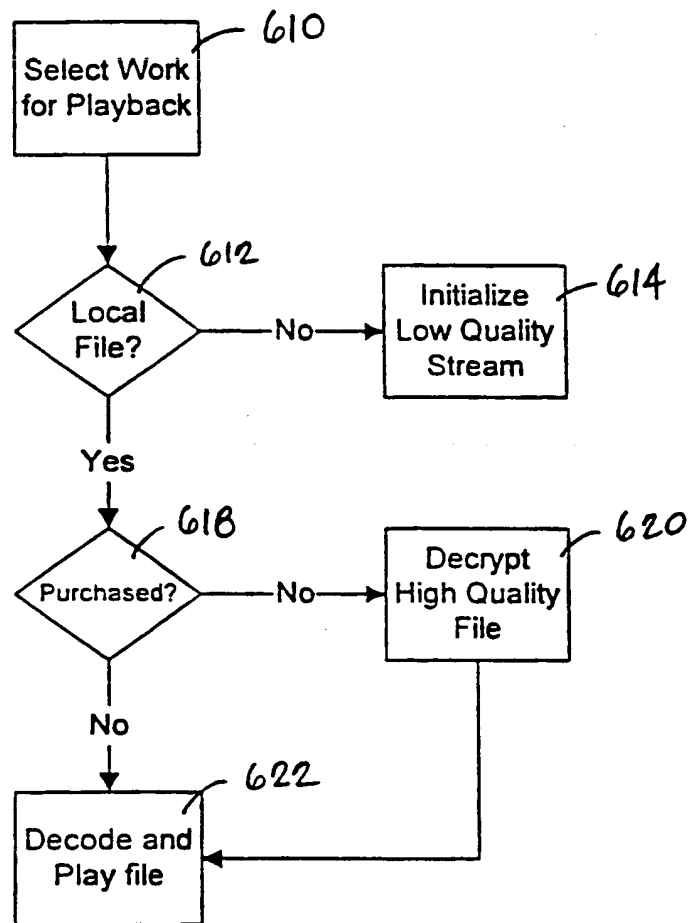 610
Select Work
for Playback
612
Local
File?
No
614
Initialize
Low Quality
Stream
Yes
618
Purchased?
No
620
Decrypt
High Quality
File
No
622
Decode and
Play file